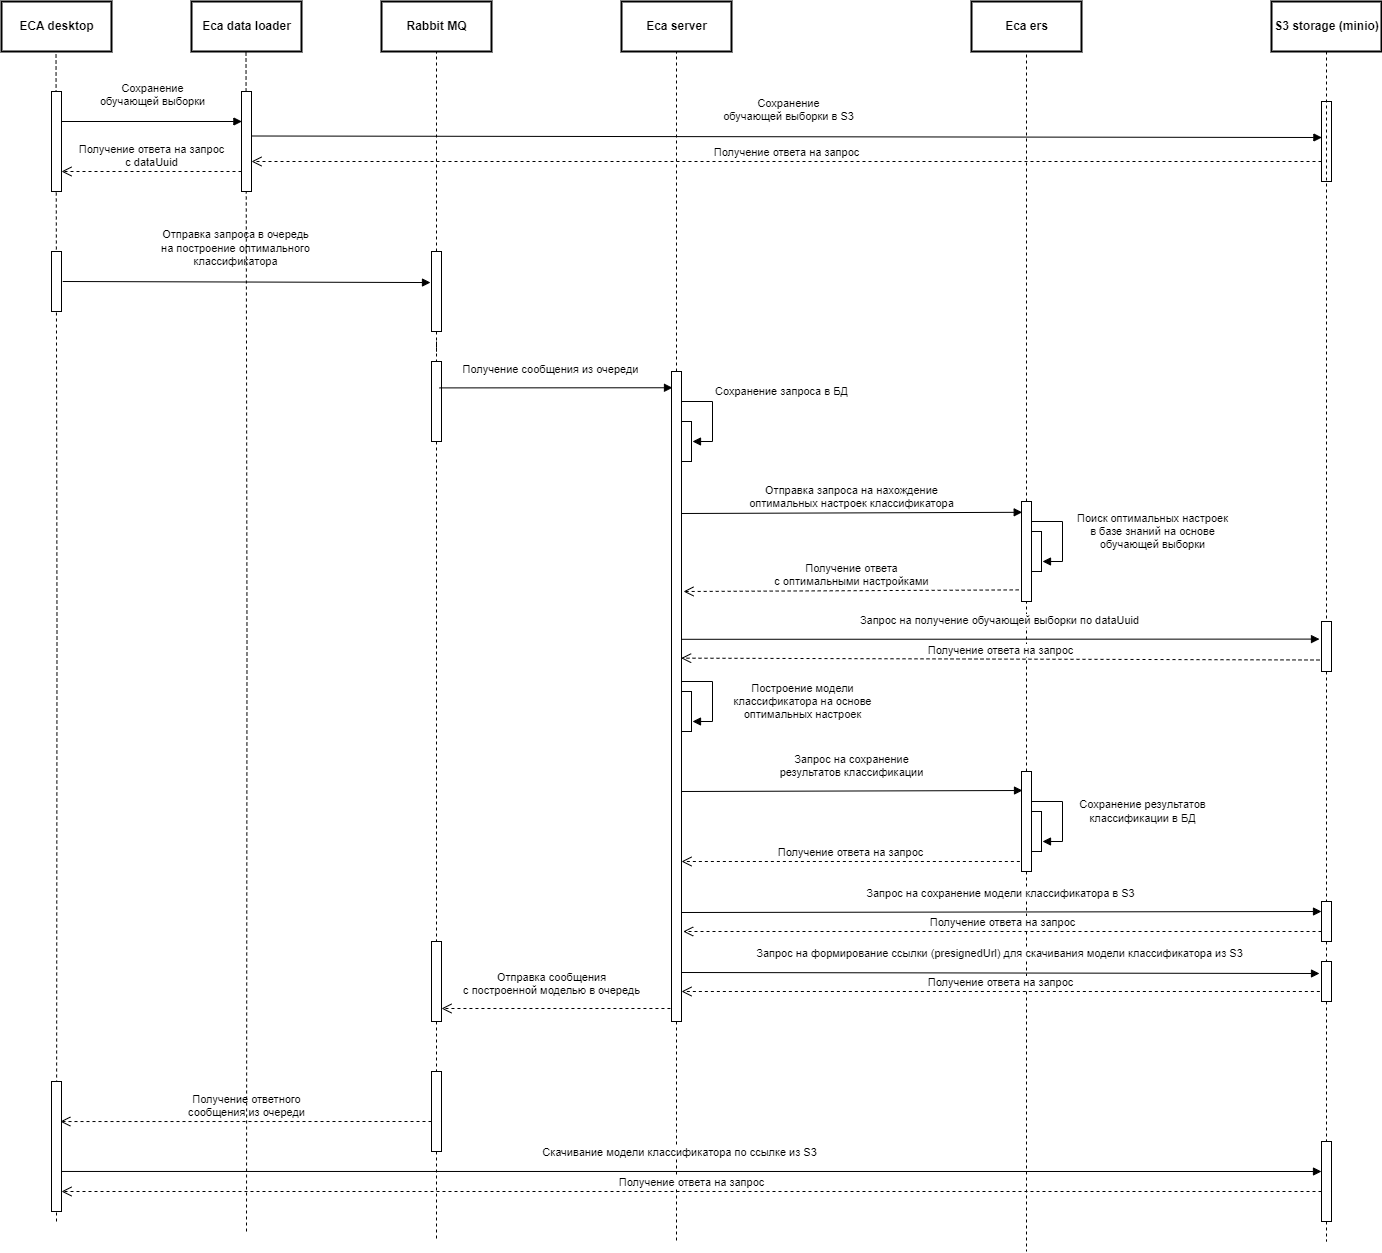 ECA desktop
Eca data loader
Rabbit MQ
Eca server
Eca ers
S3 storage (minio)
Сохранение
обучающей выборки
Сохранение
обучающей выборки в S3
Получение ответа на запрос
с dataUuid
Получение ответа на запрос
Отправка запроса в очередь
на построение оптимального
классификатора
Получение сообщения из очереди
Сохранение запроса в БД
Отправка запроса на нахождение
оптимальных настроек классификатора
Поиск оптимальных настроек
в базе знаний на основе
обучающей выборки
Получение ответа
с оптимальными настройками
Запрос на получение обучающей выборки по dataUuid
Получение ответа на запрос
Построение модели
классификатора на основе
оптимальных настроек
Запрос на сохранение
результатов классификации
Сохранение результатов
классификации в БД
Получение ответа на запрос
Запрос на сохранение модели классификатора в S3
Получение ответа на запрос
Запрос на формирование ссылки (presignedUrl) для скачивания модели классификатора из S3
Получение ответа на запрос
Отправка сообщения
с построенной моделью в очередь
Получение ответного
сообщения из очереди
Скачивание модели классификатора по ссылке из S3
Получение ответа на запрос